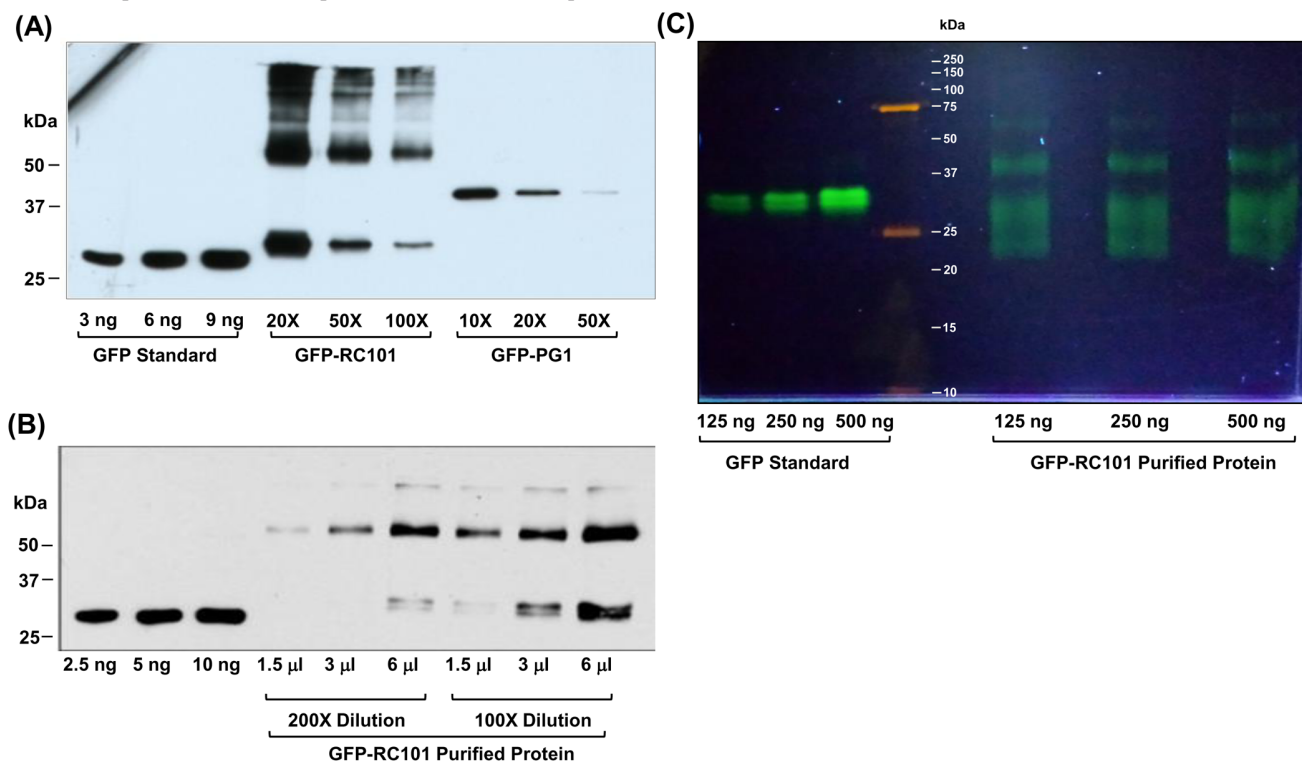 (A)
kDa
50
37
25
3 ng 6 ng 9 ng 20X 50X 100X 10X 20X 50X
GFP Standard GFP-RC101 GFP-PG1
(B)
kDa
50
37
25
2.5 ng 5 ng 10 ng 1.5 µl 3 µl 6 µl 1.5 µl 3 µl 6 µl
200X Dilution 100X Dilution
GFP-RC101 Purified Protein
(C)
kDa
250
150
100
75
50
37
25
20
15
10
125 ng 250 ng 500 ng 125 ng 250 ng 500 ng
GFP Standard GFP-RC101 Purified Protein